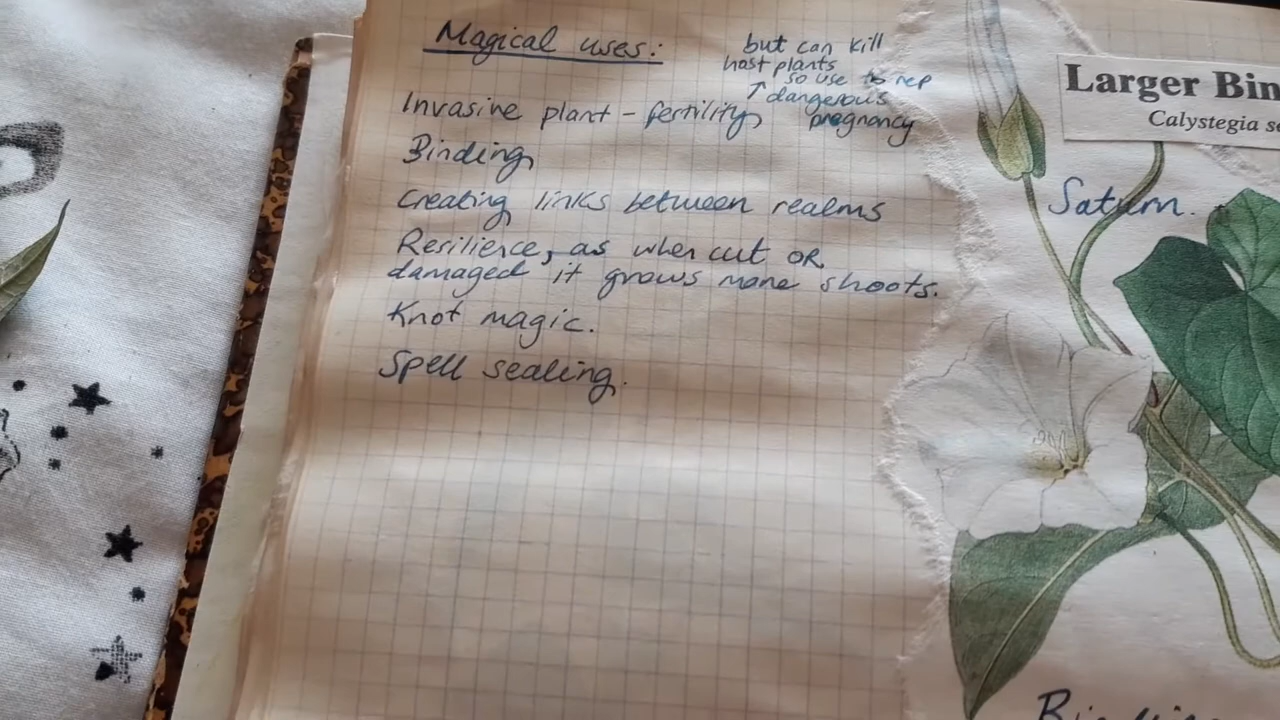 Magical uses:
but can kill
host plants
so use to rep
↑ dangerous
pregnancy
Invasive plant - fertility,
Binding,
Creating links between realms
Resilience, as when cut OR
damaged it grows more shoots.
Knot magic.
Spell sealing.
Larger Bin
Calystegia se
Saturn.